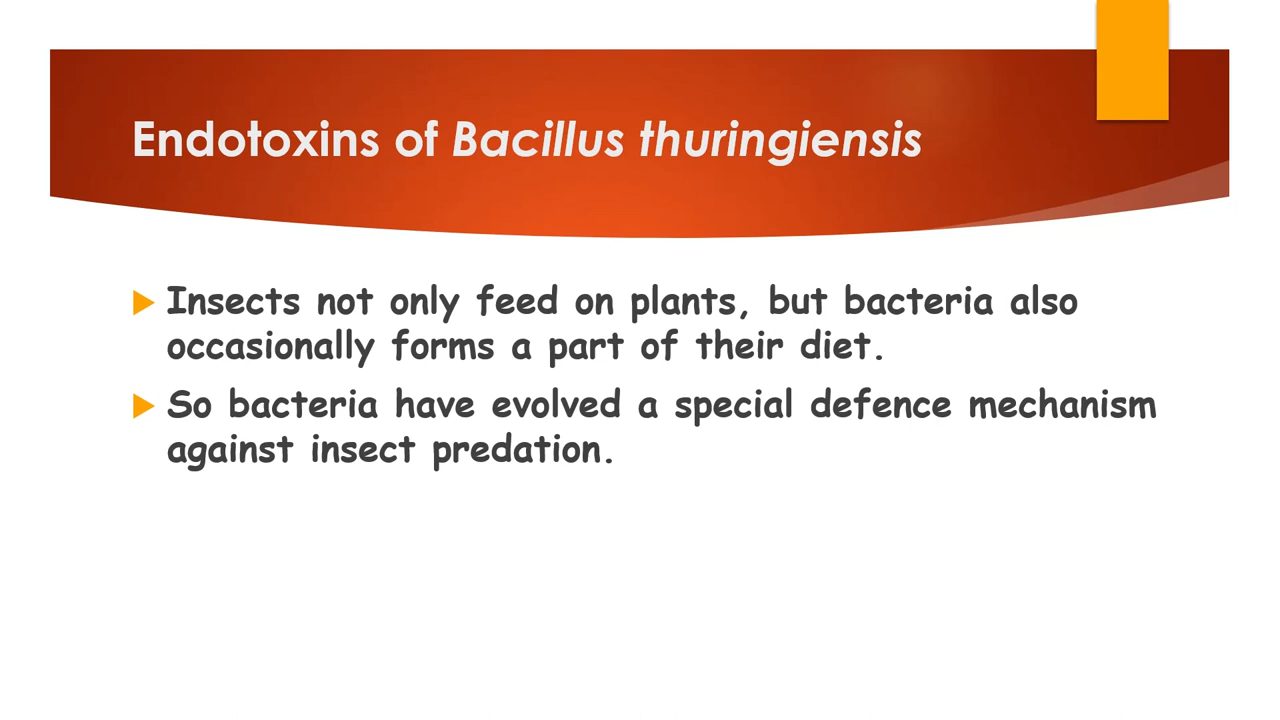 Endotoxins of Bacillus thuringiensis
Insects not only feed on plants, but bacteria also
occasionally forms a part of their diet.
So bacteria have evolved a special defence mechanism
against insect predation.